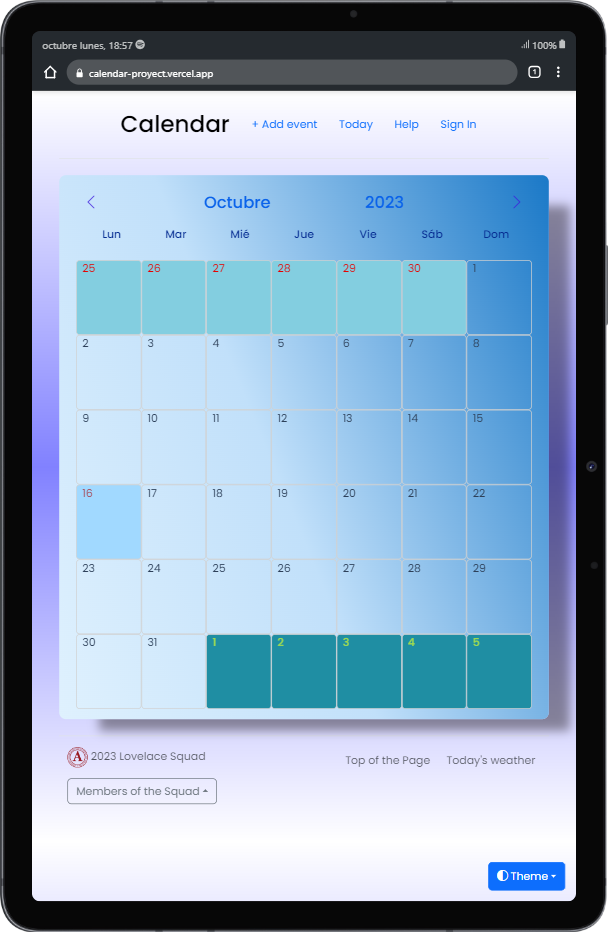 octubre lunes, 18:57 100%
calendar-proyect.vercel.app 1
Calendar + Add event Today Help Sign In
Octubre 2023
Lun Mar Mié Jue Vie Sáb Dom
25 26 27 28 29 30 1
2 3 4 5 6 7 8
9 10 11 12 13 14 15
16 17 18 19 20 21 22
23 24 25 26 27 28 29
30 31 1 2 3 4 5
A 2023 Lovelace Squad Top of the Page Today's weather
Members of the Squad
Theme